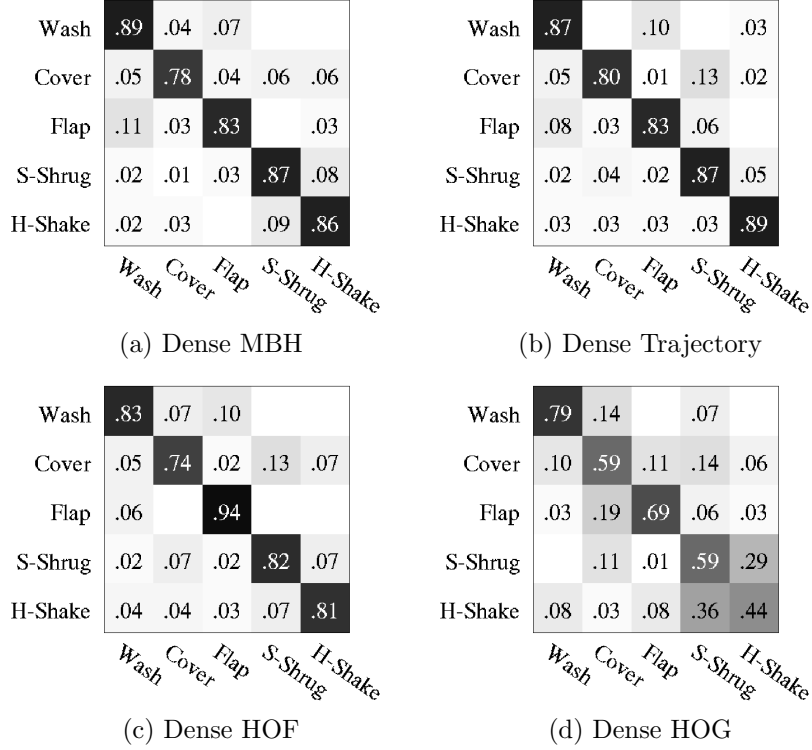 Wash .89 .04 .07
Cover .05 .78 .04 .06 .06
Flap .11 .03 .83 .03
S-Shrug .02 .01 .03 .87 .08
H-Shake .02 .03 .09 .86
Wash Cover Flap S-Shrug H-Shake
(a) Dense MBH
Wash .87 .10 .03
Cover .05 .80 .01 .13 .02
Flap .08 .03 .83 .06
S-Shrug .02 .04 .02 .87 .05
H-Shake .03 .03 .03 .03 .89
Wash Cover Flap S-Shrug H-Shake
(b) Dense Trajectory
Wash .83 .07 .10
Cover .05 .74 .02 .13 .07
Flap .06 .94
S-Shrug .02 .07 .02 .82 .07
H-Shake .04 .04 .03 .07 .81
Wash Cover Flap S-Shrug H-Shake
(c) Dense HOF
Wash .79 .14 .07
Cover .10 .59 .11 .14 .06
Flap .03 .19 .69 .06 .03
S-Shrug .11 .01 .59 .29
H-Shake .08 .03 .08 .36 .44
Wash Cover Flap S-Shrug H-Shake
(d) Dense HOG